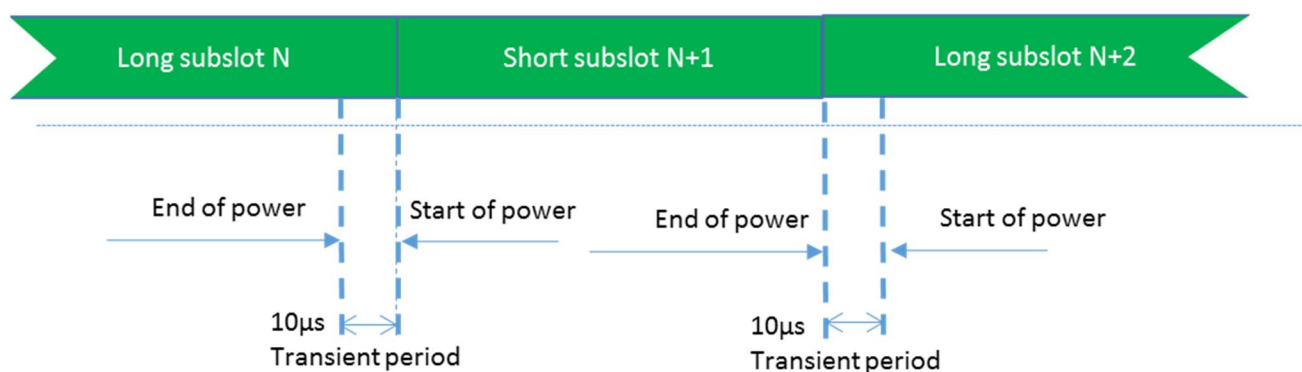 Long subslot N
Short subslot N+1
Long subslot N+2
End of power
Start of power
End of power
Start of power
10µs
Transient period
10µs
Transient period